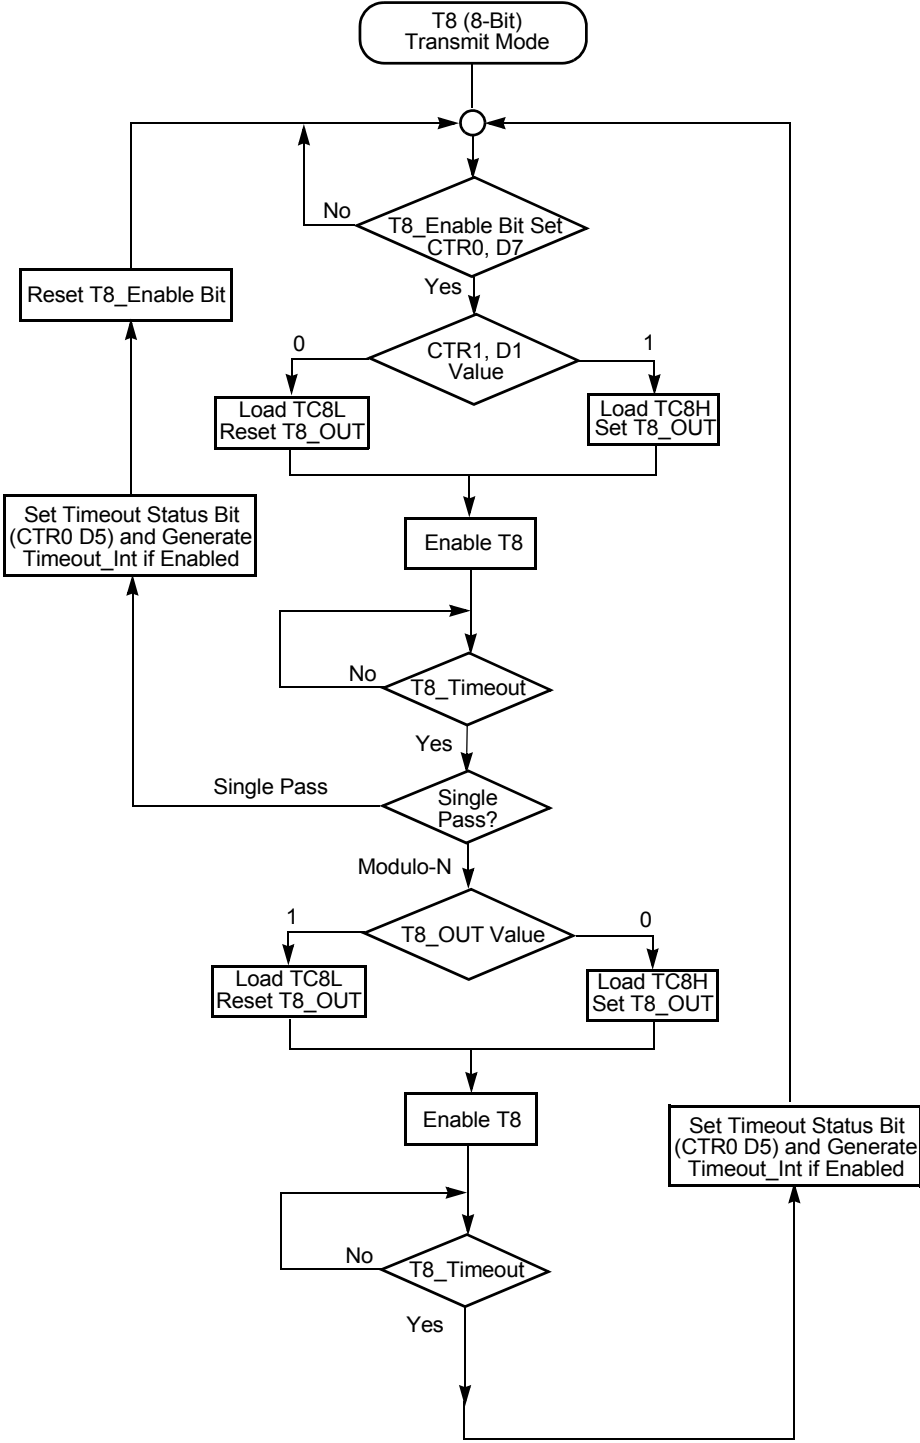 T8 (8-Bit)
Transmit Mode
No
T8_Enable Bit Set
CTR0, D7
Yes
Reset T8_Enable Bit
0
CTR1, D1
Value
1
Load TC8L
Reset T8_OUT
Load TC8H
Set T8_OUT
Set Timeout Status Bit
(CTR0 D5) and Generate
Timeout_Int if Enabled
Enable T8
No
T8_Timeout
Yes
Single Pass
Single
Pass?
Modulo-N
1
T8_OUT Value
0
Load TC8L
Reset T8_OUT
Load TC8H
Set T8_OUT
Enable T8
Set Timeout Status Bit
(CTR0 D5) and Generate
Timeout_Int if Enabled
No
T8_Timeout
Yes